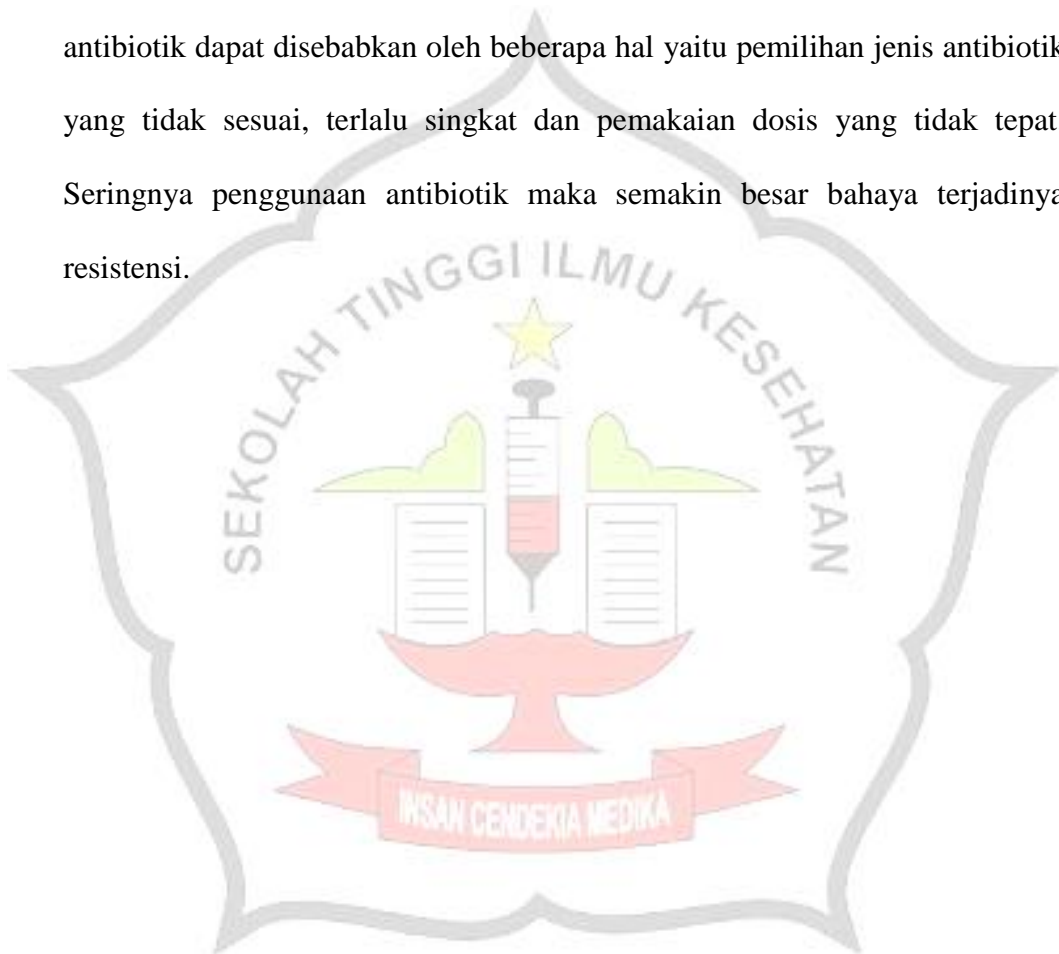 antibiotik dapat disebabkan oleh beberapa hal yaitu pemilihan jenis antibiotik
yang tidak sesuai, terlalu singkat dan pemakaian dosis yang tidak tepat
Seringnya penggunaan antibiotik maka semakin besar bahaya terjadinya
resistensi.
SEKOLAH TINGGI ILMU KESEHATAN
INSAN CENDEKIA MEDIKA